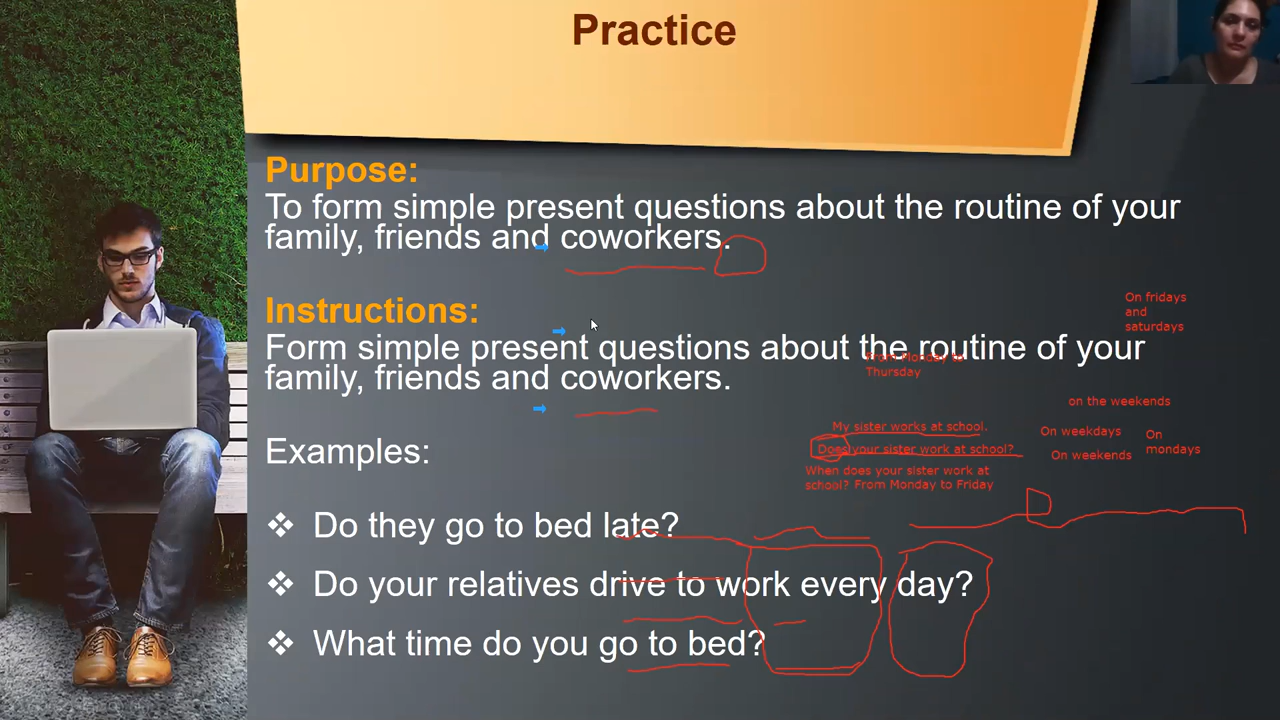 Practice
Purpose:
To form simple present questions about the routine of your
family, friends and coworkers.
On fridays
and
saturdays
Instructions:
Form simple present questions about the routine of your
family, friends and coworkers.
From Monday to
Thursday
on the weekends
My sister works at school.
On weekdays
On
mondays
Does your sister work at school?
On weekends
When does your sister work at
school? From Monday to Friday
Examples:
❖ Do they go to bed late?
❖ Do your relatives drive to work every day?
❖ What time do you go to bed?